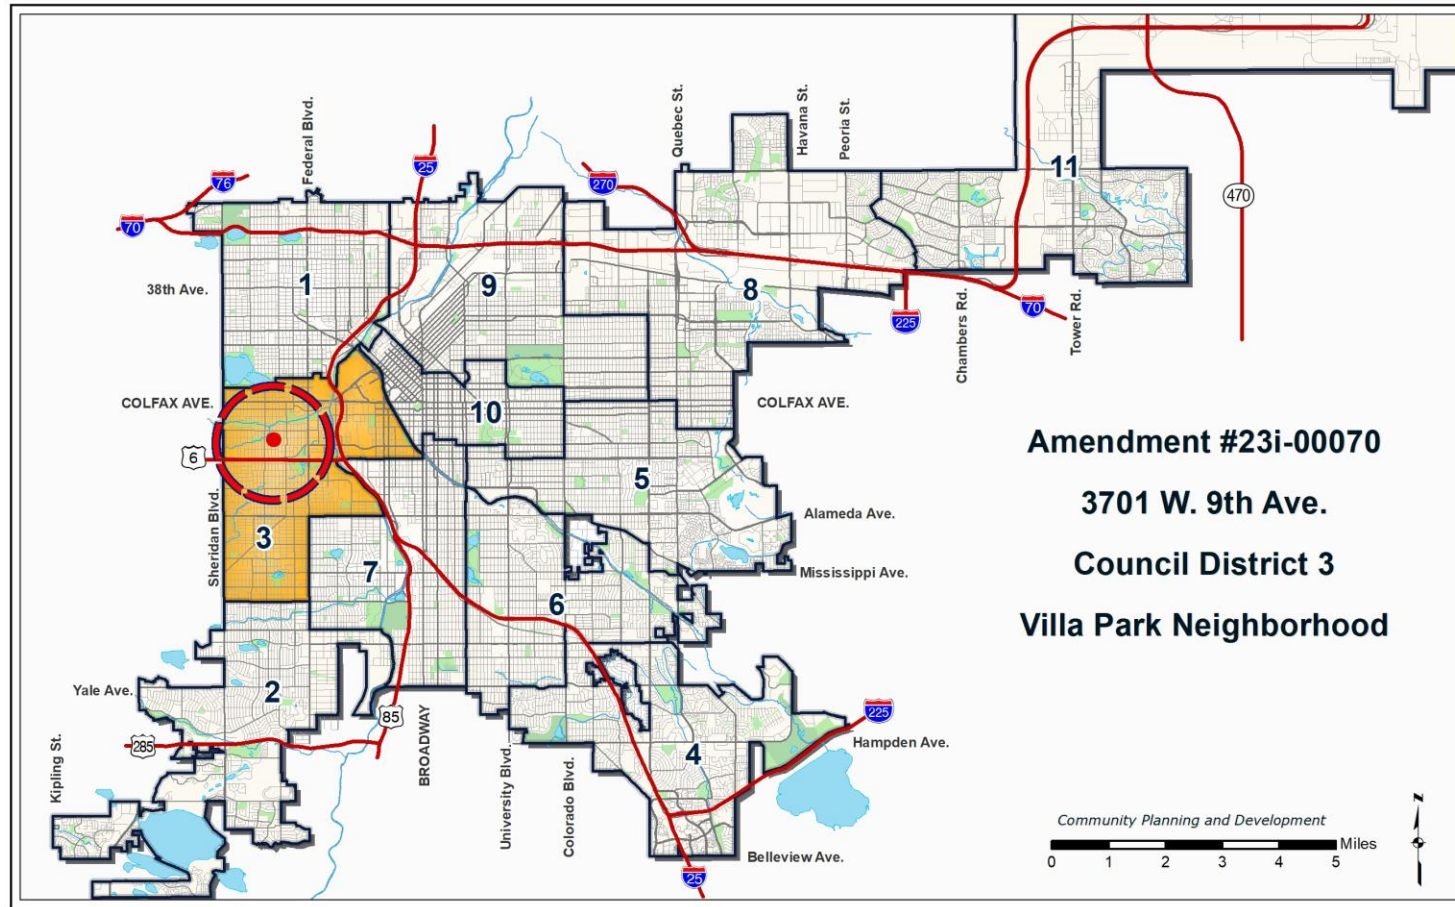 Federal Blvd.
Quebec St.
Havana St.
Peoria St.
25
76
270
70
11
470
38th Ave.
1
9
8
225
Chambers Rd.
70
Tower Rd.
COLFAX AVE.
10
COLFAX AVE.
6
Amendment #23i-00070
3701 W. 9th Ave.
Council District 3
Villa Park Neighborhood
5
Sheridan Blvd.
3
Alameda Ave.
7
Mississippi Ave.
6
Yale Ave.
2
85
225
Hampden Ave.
285
4
Kipling St.
BROADWAY
University Blvd.
Colorado Blvd.
Belleview Ave.
25
Community Planning and Development
Miles
0 1 2 3 4 5
N